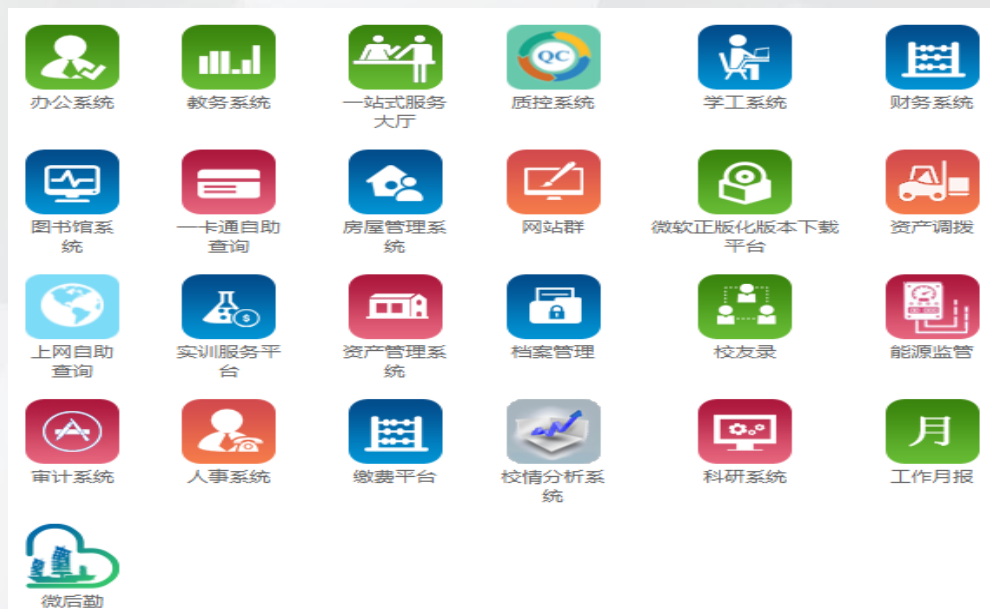 办公系统
教务系统
一站式服务
大厅
QC
质控系统
学工系统
财务系统
图书馆系
统
一卡通自助
查询
房屋管理系
统
网站群
微软正版化版本下载
平台
资产调拨
上网自助
查询
实训服务平
台
$
资产管理系
统
档案管理
校友录
能源监管
审计系统
人事系统
缴费平台
校情分析系
统
科研系统
月
工作月报
微后勤